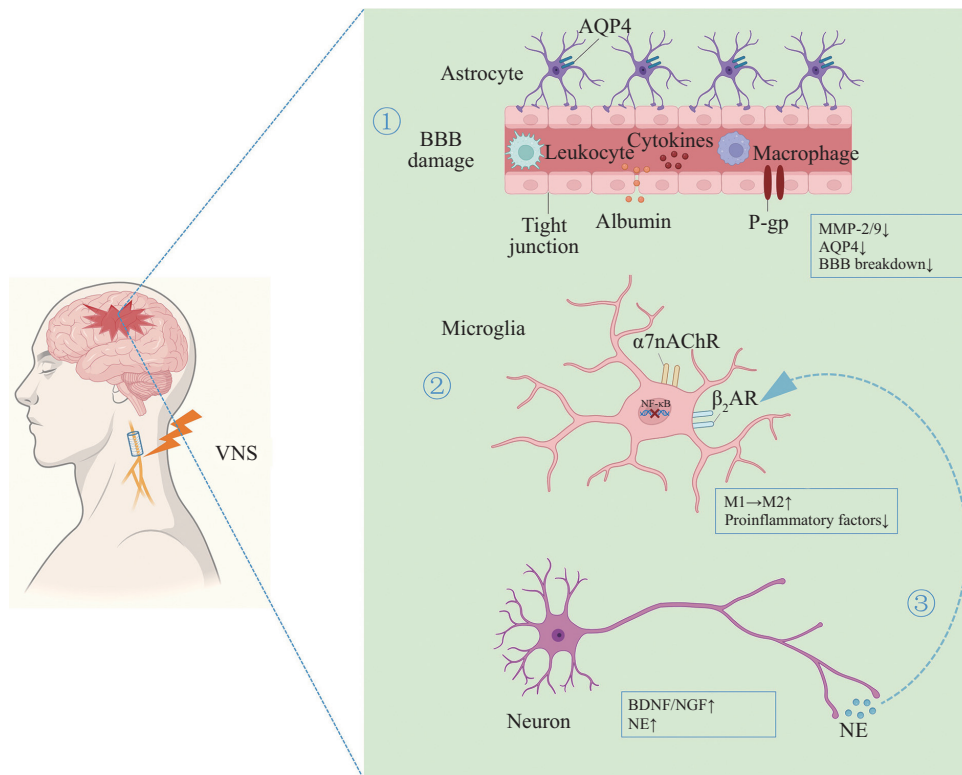 AQP4
Astrocyte
①
BBB
damage
Leukocyte
Cytokines
Macrophage
Tight
junction
Albumin
P-gp
MMP-2/9↓
AQP4↓
BBB breakdown↓
VNS
Microglia
②
α7nAChR
NF-κB
β₂AR
M1→M2↑
Proinflammatory factors↓
③
Neuron
BDNF/NGF↑
NE↑
NE